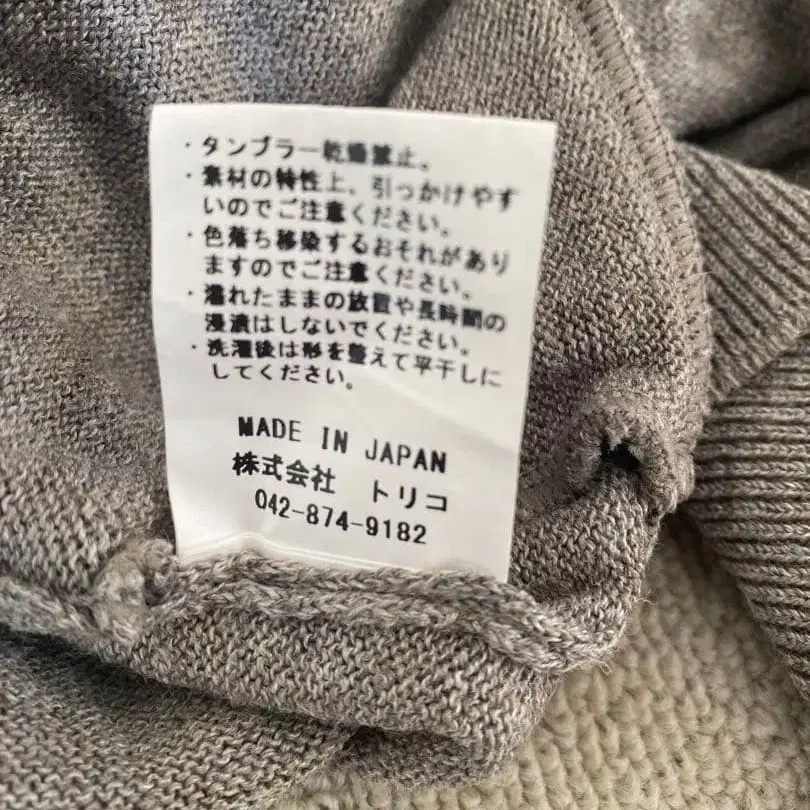 ・タンブラー乾燥禁止。
・素材の特性上、引っかけやす
いのでご注意ください。
・色落ち移染するおそれがあり
ますのでご注意ください。
・濡れたままの放置や長時間の
浸漬はしないでください。
・洗濯後は形を整えて平干しに
してください。
MADE IN JAPAN
株式会社 トリコ
042-874-9182